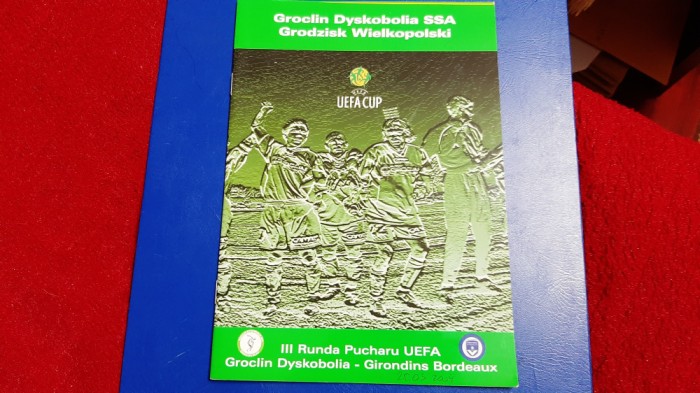 Groclin Dyskobolia SSA
Grodzisk Wielkopolski
UEFA CUP
III Runda Pucharu UEFA
Groclin Dyskobolia - Girondins Bordeaux